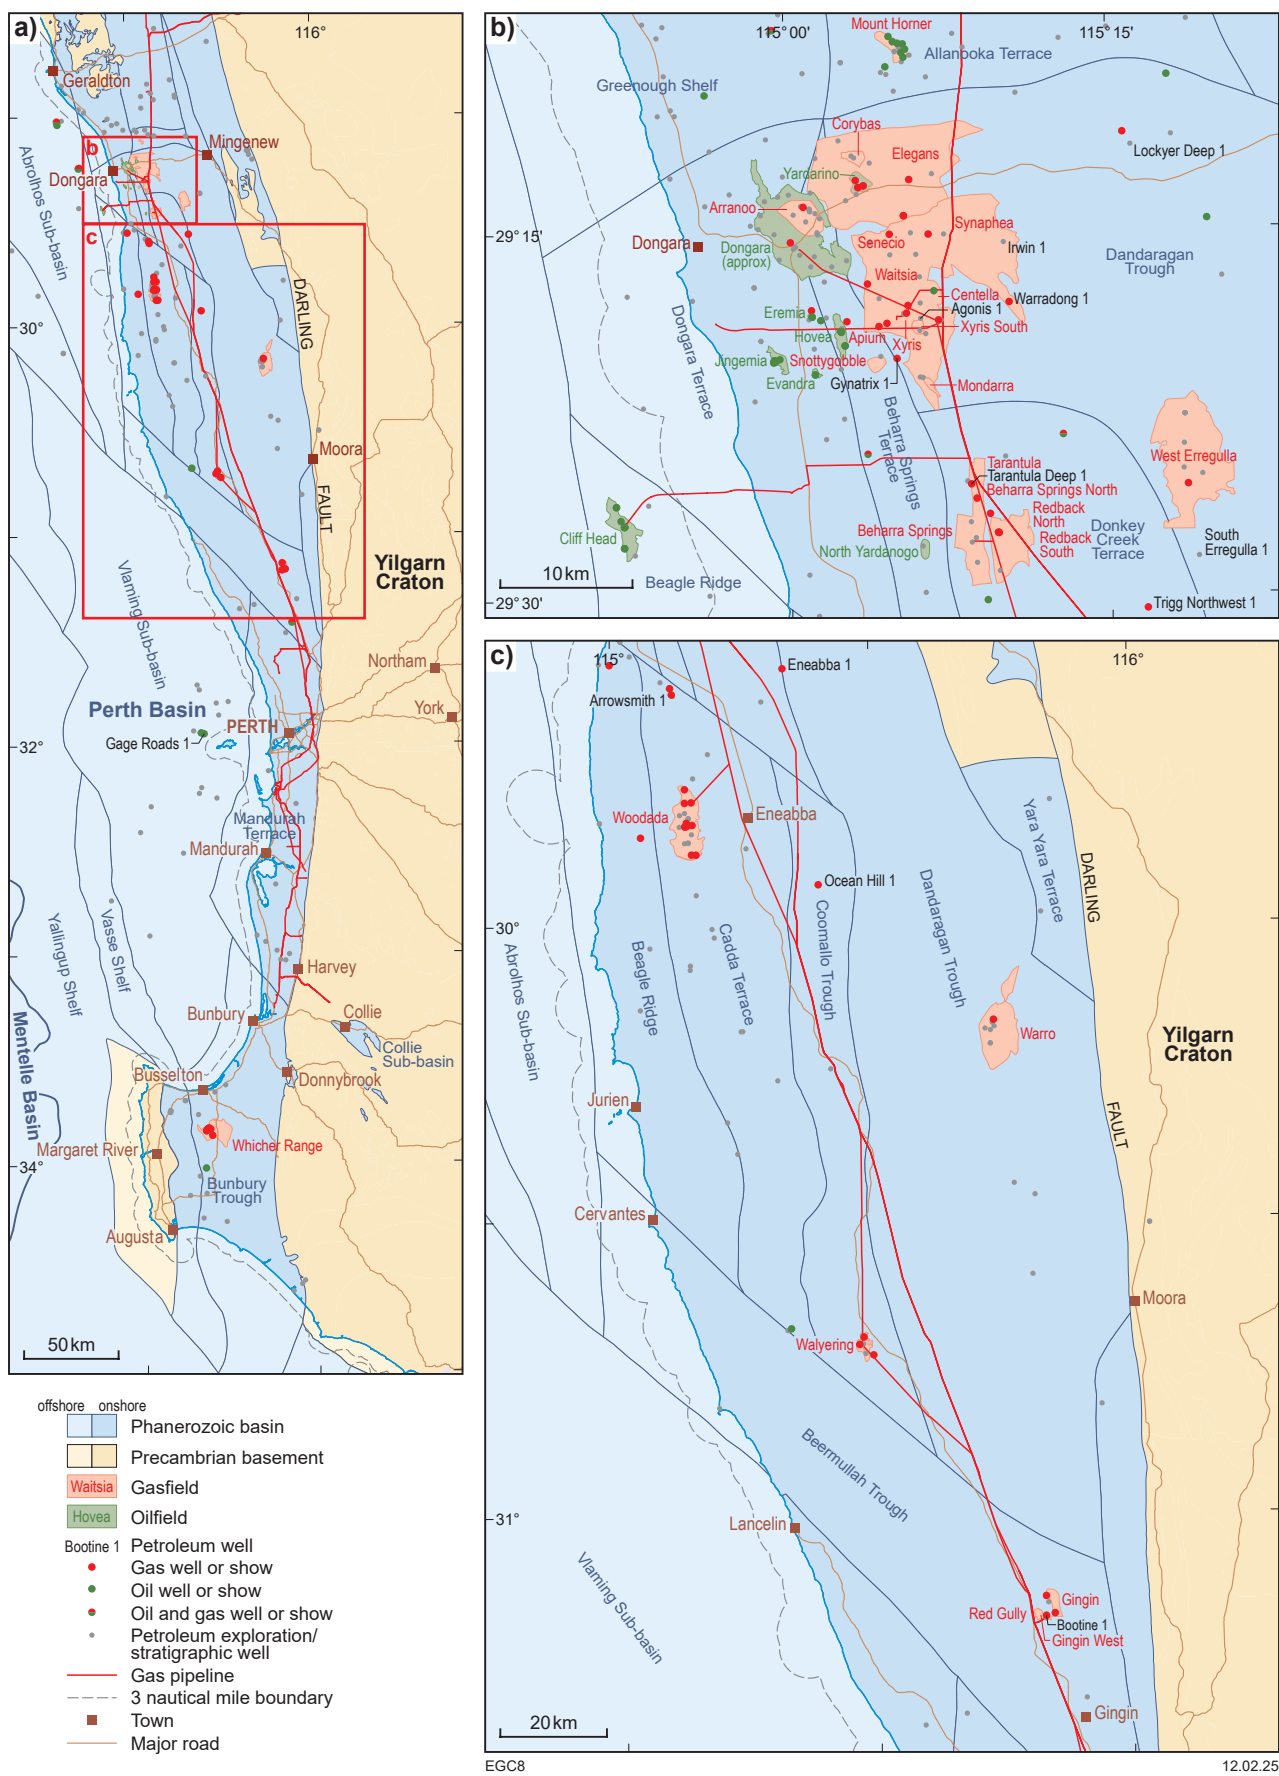 a)
116°
Geraldton
b
Mingenew
Dongara
Abrolhos Sub-basin
c
30°
DARLING
Moora
FAULT
Yilgarn
Craton
Vlaming Sub-basin
Northam
York
Perth Basin
PERTH
Gage Roads 1
32°
Mandurah
Terrace
Mandurah
Yallingup Shelf
Vasse Shelf
Harvey
Bunbury
Collie
Collie
Sub-basin
Mentelle Basin
Busselton
Donnybrook
Margaret River
Whicher Range
34°
Bunbury
Trough
Augusta
50 km
b)
115° 00'
115° 15'
Mount Horner
Allanooka Terrace
Greenough Shelf
Corybas
Elegans
Lockyer Deep 1
Yardarino
Arranoo
Synaphea
29° 15'
Dongara
Dongara
(approx)
Senecio
Irwin 1
Dandaragan
Trough
Waitsia
Centella
Warradong 1
Agonis 1
Eremia
Xyris South
Hovea
Apium
Xyris
Jingemia
Snottygobble
Evandra
Gynatrix 1
Mondarra
Dongara Terrace
Beharra Springs
Terrace
Tarantula
Tarantula Deep 1
Beharra Springs North
West Erregulla
Redback
North
Redback
South
Beharra Springs
Donkey
Creek
Terrace
South
Erregulla 1
Cliff Head
North Yardanogo
10 km
Beagle Ridge
29° 30'
Trigg Northwest 1
c)
115°
116°
Eneabba 1
Arrowsmith 1
Woodada
Eneabba
Yara Yara Terrace
DARLING
Ocean Hill 1
30°
Abrolhos Sub-basin
Beagle Ridge
Cadda Terrace
Coomallo Trough
Dandaragan Trough
Warro
Yilgarn
Craton
Jurien
FAULT
Cervantes
Moora
Walyering
Beermullah Trough
31°
Lancelin
Vlaming Sub-basin
Gingin
Red Gully
Bootine 1
Gingin West
20 km
Gingin
offshore onshore
Phanerozoic basin
Precambrian basement
Waitsia Gasfield
Hovea Oilfield
Bootine 1 Petroleum well
Gas well or show
Oil well or show
Oil and gas well or show
Petroleum exploration/
stratigraphic well
Gas pipeline
3 nautical mile boundary
Town
Major road
EGC8
12.02.25